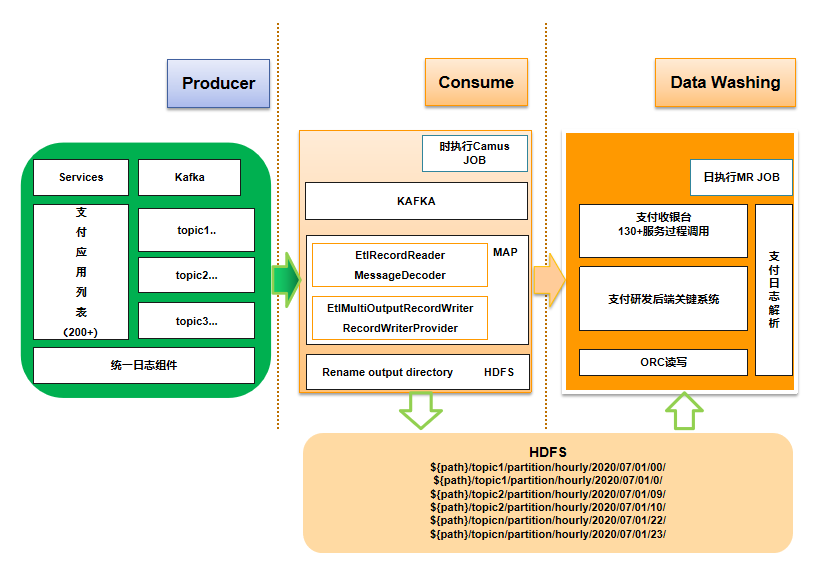 Producer
Consume
Data Washing
Services
Kafka
支
付
应
用
列
表
（200+）
topic1..
topic2...
topic3...
统一日志组件
时执行Camus
JOB
KAFKA
MAP
EtlRecordReader
MessageDecoder
EtlMultiOutputRecordWriter
RecordWriterProvider
Rename output directory HDFS
日执行MR JOB
支付收银台
130+服务过程调用
支付研发后端关键系统
ORC读写
支
付
日
志
解
析
HDFS
${path}/topic1/partition/hourly/2020/07/01/00/
${path}/topic1/partition/hourly/2020/07/01/0/
${path}/topic2/partition/hourly/2020/07/01/09/
${path}/topic2/partition/hourly/2020/07/01/10/
${path}/topicn/partition/hourly/2020/07/01/22/
${path}/topicn/partition/hourly/2020/07/01/23/